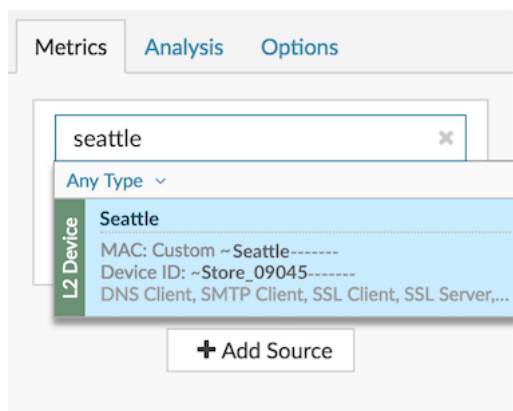 Metrics Analysis Options
seattle
Any Type
L2 Device
Seattle
MAC: Custom ~Seattle-------
Device ID: ~Store_09045-------
DNS Client, SMTP Client, SSL Client, SSL Server,...
+ Add Source